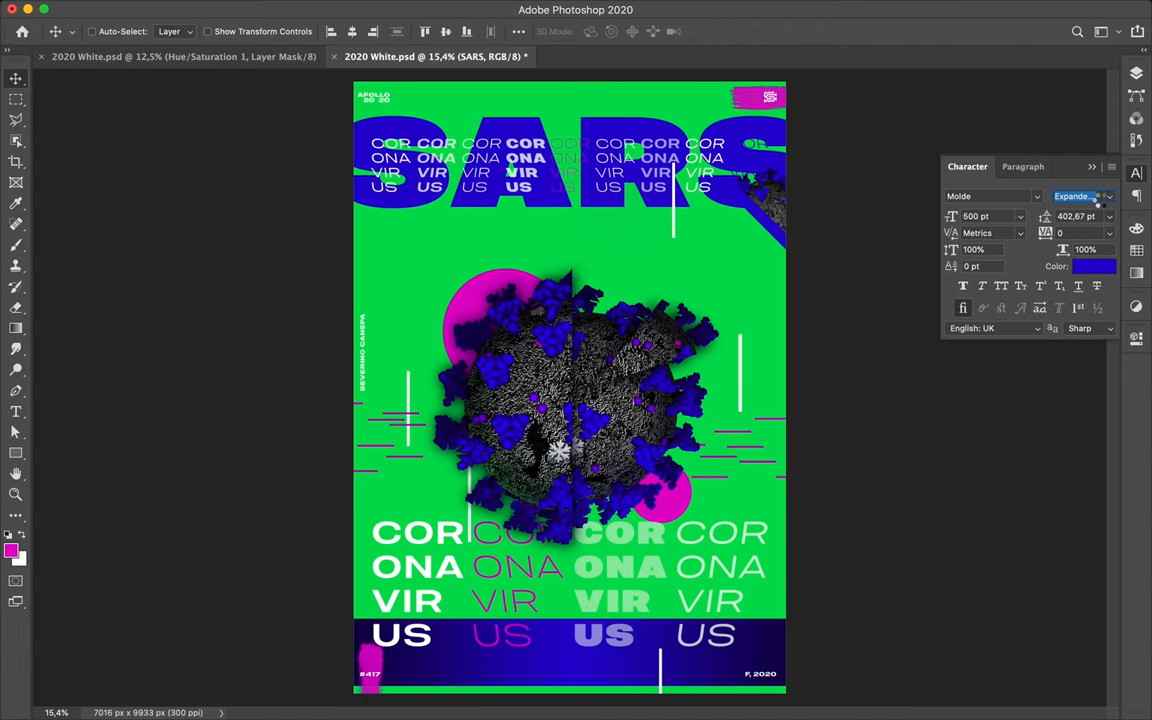 Adobe Photoshop 2020
Auto-Select: Layer Show Transform Controls 3D Mode:
2020 White.psd @ 12,5% (Hue/Saturation 1, Layer Mask/8)
2020 White.psd @ 15,4% (SARS, RGB/8) *
APOLLO
20 20
SARS
COR COR COR COR COR COR COR COR
ONA ONA ONA ONA ONA ONA ONA ONA
VIR VIR VIR VIR VIR VIR VIR VIR
US US US US US US US US
SEVERINO CANEPA
COR COR COR COR
ONA ONA ONA ONA
VIR VIR VIR VIR
US US US US
#417
F, 2020
Character Paragraph
Molde Expande...
500 pt 402,67 pt
Metrics 0
100% 100%
0 pt Color:
English: UK Sharp
15,4% 7016 px x 9933 px (300 ppi)